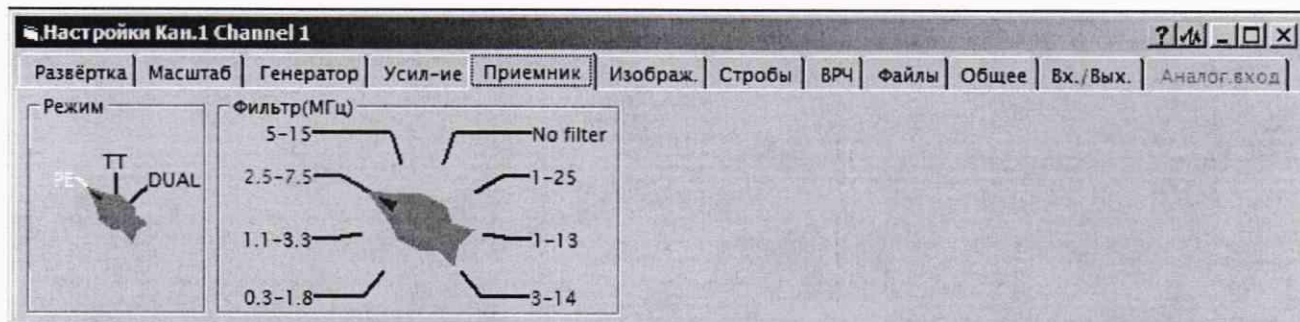 Настройки Кан.1 Channel 1
Развёртка Масштаб Генератор Усил-ие Приемник Изображ. Стробы ВРЧ Файлы Общее Вх./Вых. Аналог.вход
Режим
TT
PE
DUAL
Фильтр(МГц)
5-15
No filter
2.5-7.5
1-25
1.1-3.3
1-13
0.3-1.8
3-14